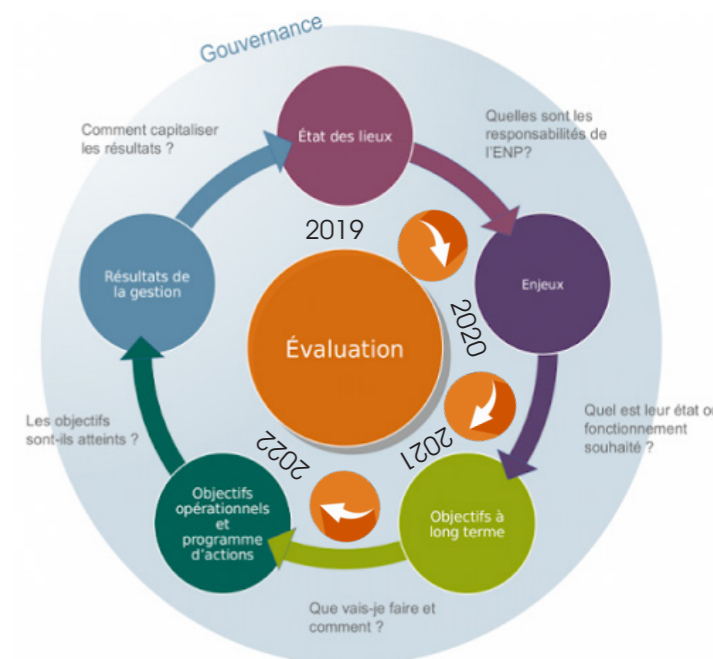 Gouvernance
État des lieux
Quelles sont les
responsabilités de
l'ENP?
Comment capitaliser
les résultats ?
2019
Résultats de
la gestion
Enjeux
Évaluation
2020
Quel est leur état ou
fonctionnement
souhaité ?
Les objectifs
sont-ils atteints ?
2021
2022
Objectifs
opérationnels
et
programme
d'actions
Objectifs à
long terme
Que vais-je faire et
comment ?